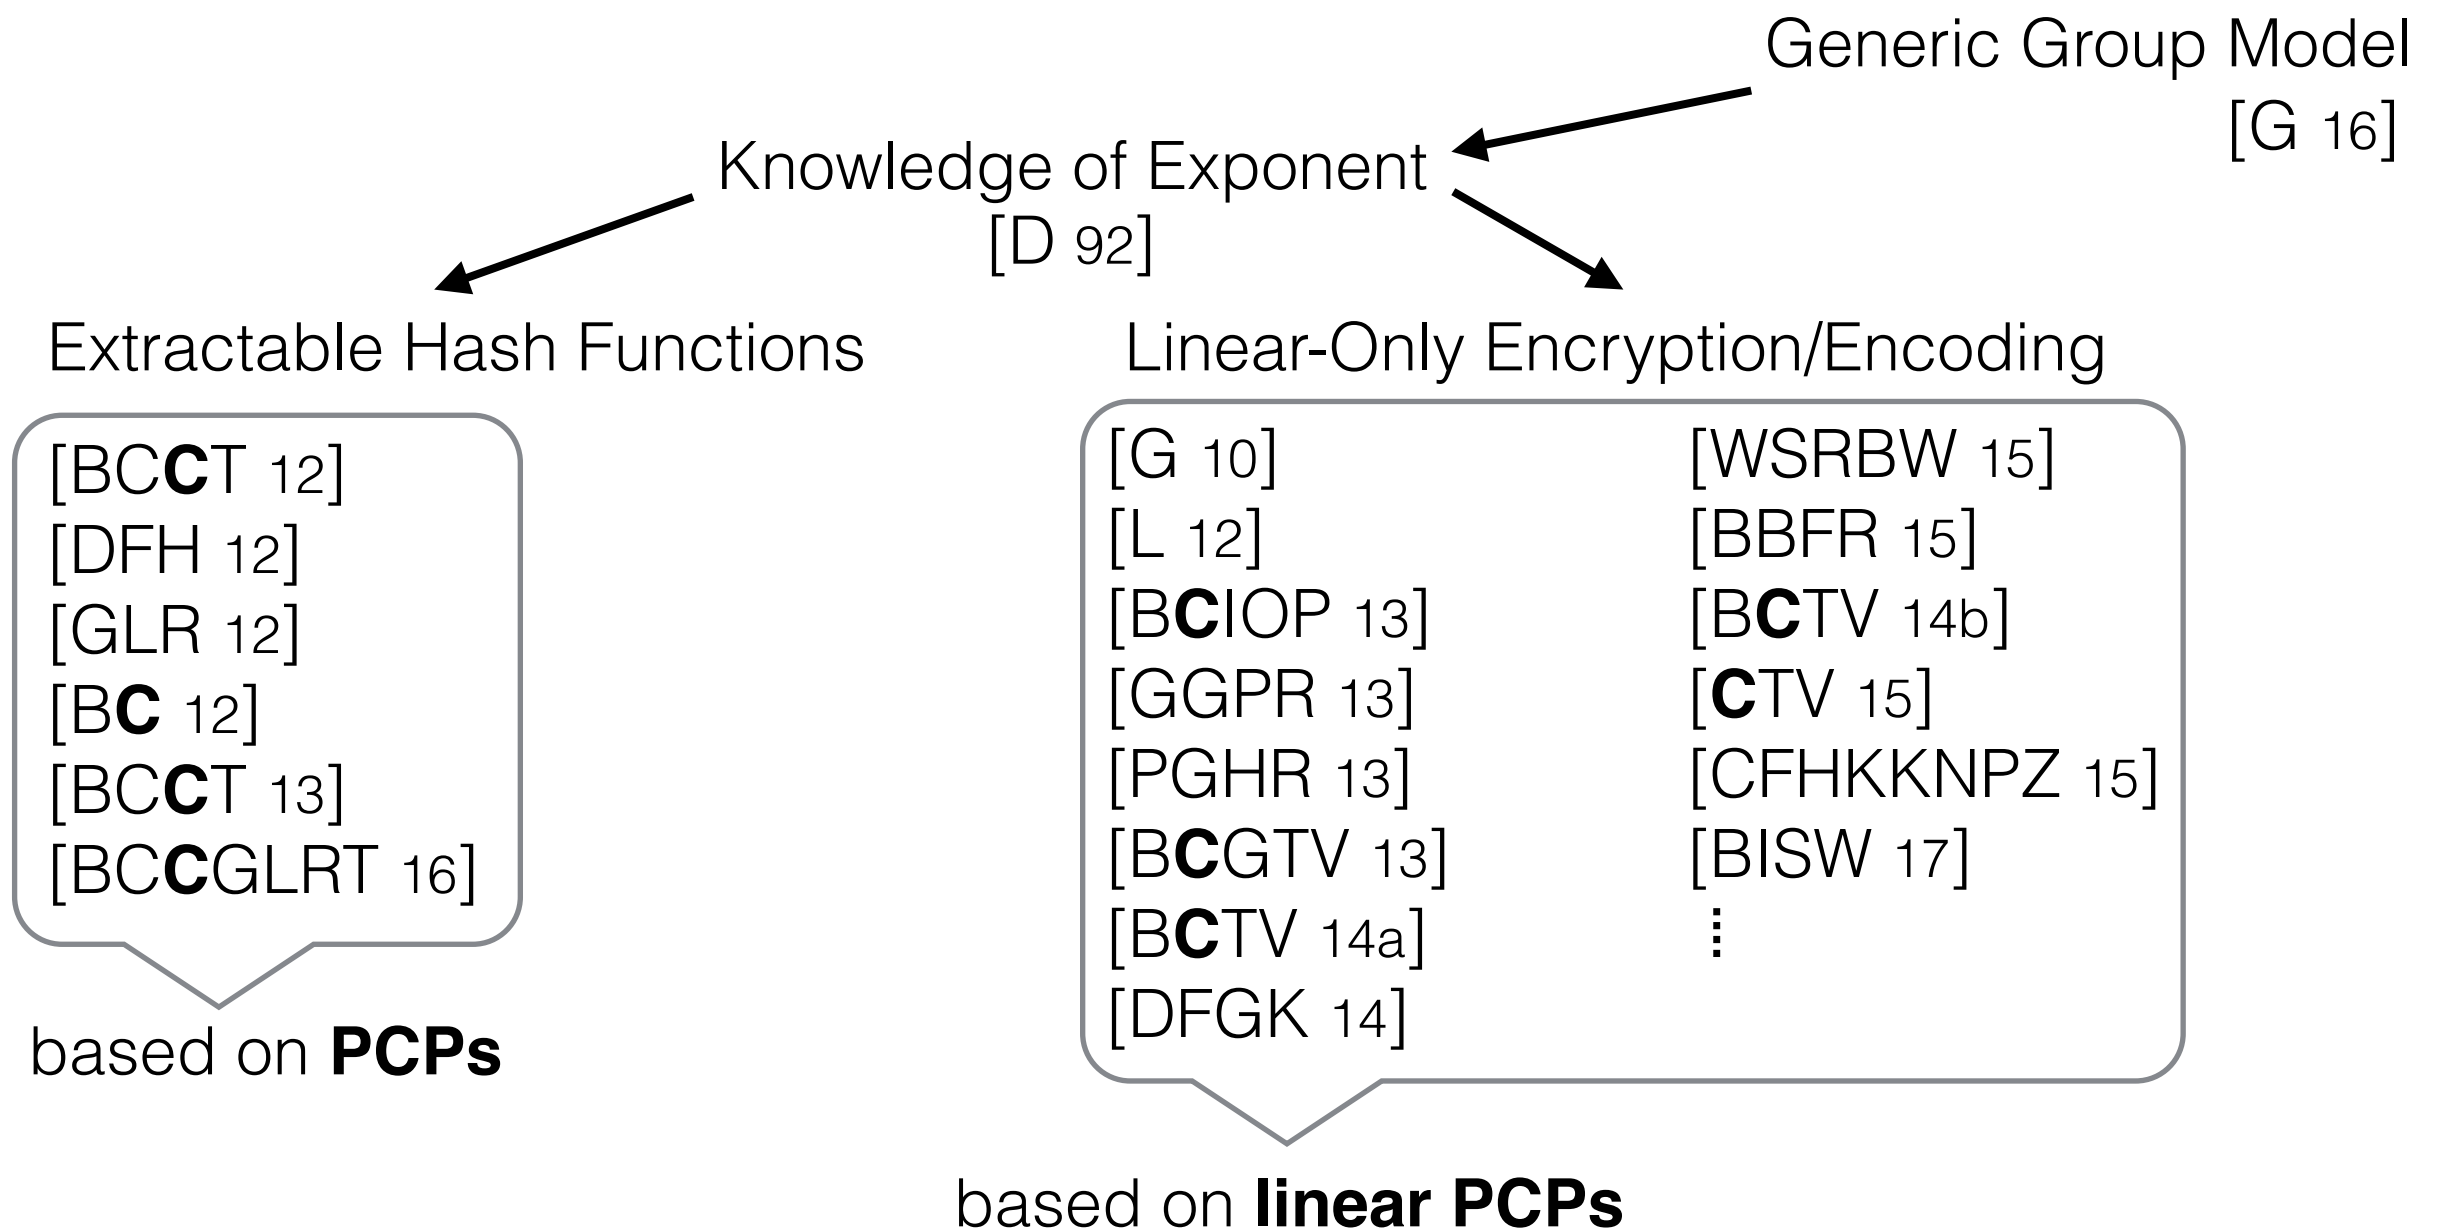 Generic Group Model
[G 16]
Knowledge of Exponent
[D 92]
Extractable Hash Functions
[BCCT 12]
[DFH 12]
[GLR 12]
[BC 12]
[BCCT 13]
[BCCGLRT 16]
based on PCPs
Linear-Only Encryption/Encoding
[G 10]
[L 12]
[BCIOP 13]
[GGPR 13]
[PGHR 13]
[BCGTV 13]
[BCTV 14a]
[DFGK 14]
[WSRBW 15]
[BBFR 15]
[BCTV 14b]
[CTV 15]
[CFHKKNPZ 15]
[BISW 17]
⋮
based on linear PCPs